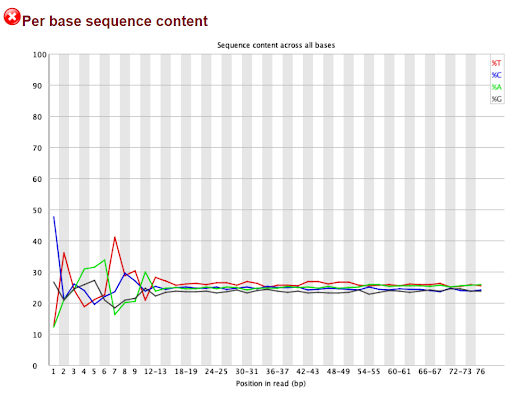 Per base sequence content
Sequence content across all bases
%T
%C
%A
%G
100
90
80
70
60
50
40
30
20
10
0
1 2 3 4 5 6 7 8 9 11 12-13 18-19 24-25 30-31 36-37 42-43 48-49 54-55 60-61 66-67 72-73 76
Position in read (bp)